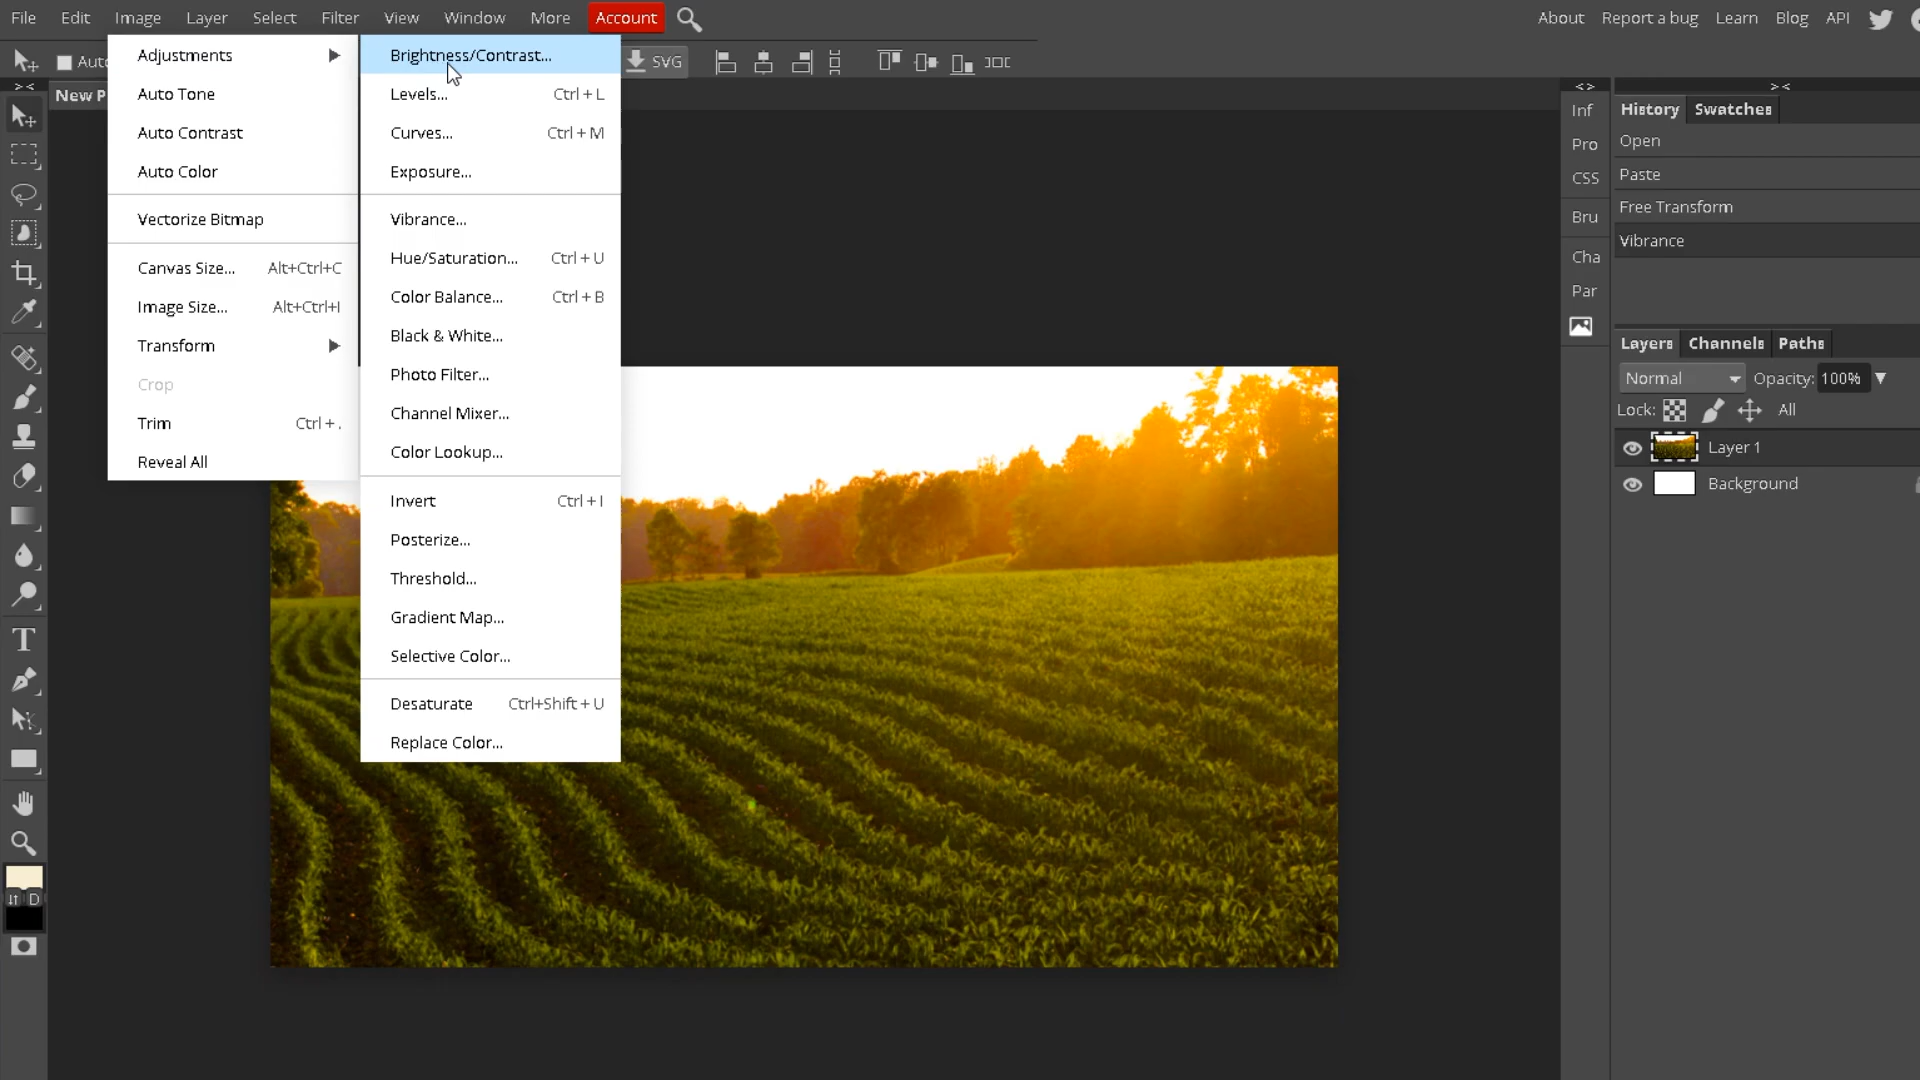 File Edit Image Layer Select Filter View Window More Account About Report a bug Learn Blog API
SVG
New P
Adjustments
Auto Tone
Auto Contrast
Auto Color
Vectorize Bitmap
Canvas Size... Alt+Ctrl+C
Image Size... Alt+Ctrl+I
Transform
Crop
Trim Ctrl + .
Reveal All
Brightness/Contrast...
Levels... Ctrl + L
Curves... Ctrl + M
Exposure...
Vibrance...
Hue/Saturation... Ctrl + U
Color Balance... Ctrl + B
Black & White...
Photo Filter...
Channel Mixer...
Color Lookup...
Invert Ctrl + I
Posterize...
Threshold...
Gradient Map...
Selective Color...
Desaturate Ctrl+Shift + U
Replace Color...
D
Inf
Pro
CSS
Bru
Cha
Par
History Swatches
Open
Paste
Free Transform
Vibrance
Layers Channels Paths
Normal Opacity: 100%
Lock: All
Layer 1
Background